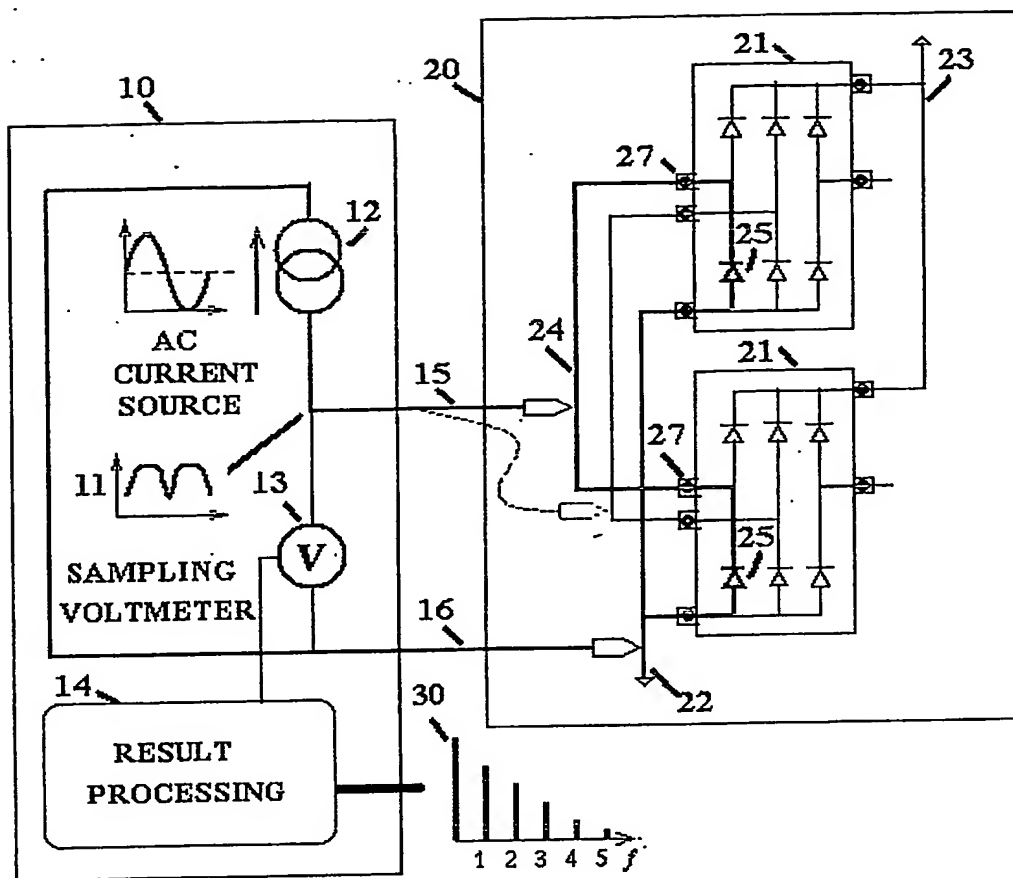 10
20
21
23
27
12
25
AC
CURRENT
SOURCE
24
21
15
11
13
27
V
25
SAMPLING
VOLTMETER
16
14
30
22
RESULT
PROCESSING
1 2 3 4 5 f